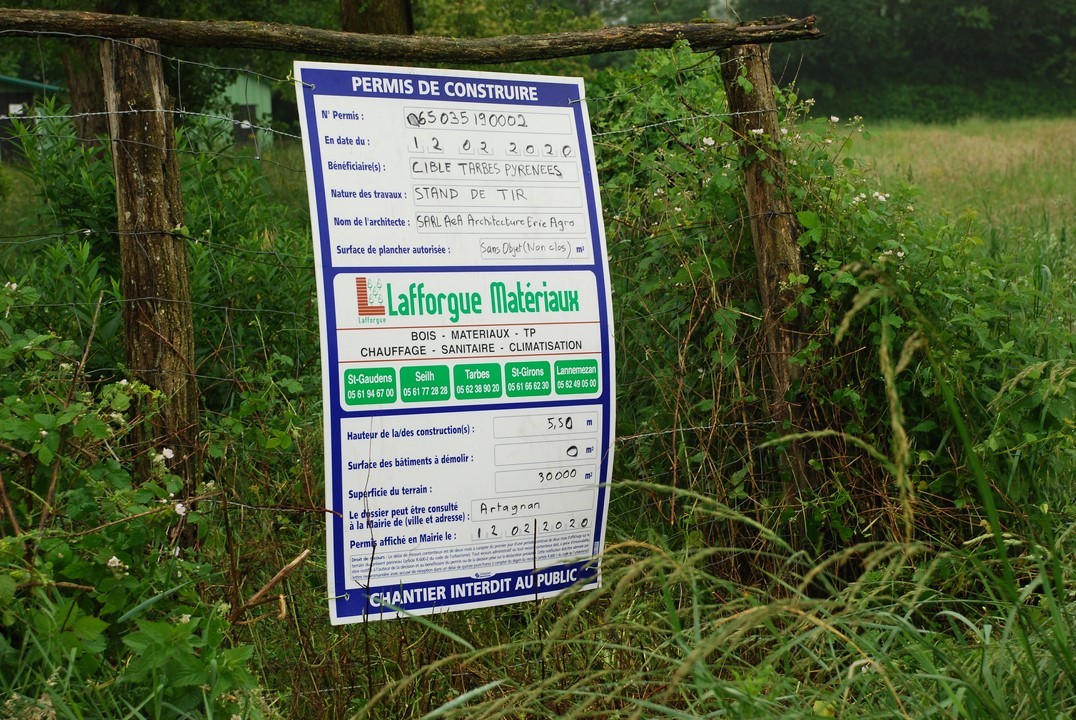 PERMIS DE CONSTRUIRE
N° Permis : 065035190002
En date du : 12 02 2020
Bénéficiaire(s) : CIBLE TARBES PYRENEES
Nature des travaux : STAND DE TIR
Nom de l'architecte : SARL A&A Architecture Eric Agro
Surface de plancher autorisée : Sans Objet (Non clos) m²
Lafforgue
Lafforgue Matériaux
BOIS - MATERIAUX - TP
CHAUFFAGE - SANITAIRE - CLIMATISATION
St-Gaudens Seilh Tarbes St-Girons Lannemezan
05 61 94 67 00 05 61 77 28 28 05 62 38 90 20 05 61 66 62 30 05 62 49 05 00
Hauteur de la/des construction(s) : 5,50 m
Surface des bâtiments à démolir : 0 m²
Superficie du terrain : 30000 m²
Le dossier peut être consulté
à la Mairie de (ville et adresse) : Artagnan
Permis affiché en Mairie le : 12 02 2020
CHANTIER INTERDIT AU PUBLIC